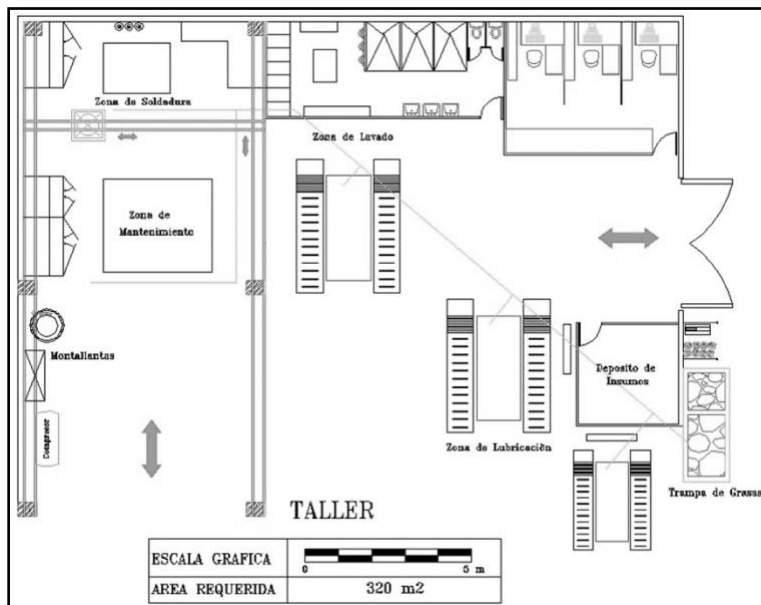 Zona de Soldadura
Zona de Lavado
Zona de
Mantenimiento
Montallantas
Compresor
Deposito de
Insumos
Zona de Lubricación
Trampa de Grasas
TALLER
ESCALA GRAFICA
0 5 m
AREA REQUERIDA 320 m2